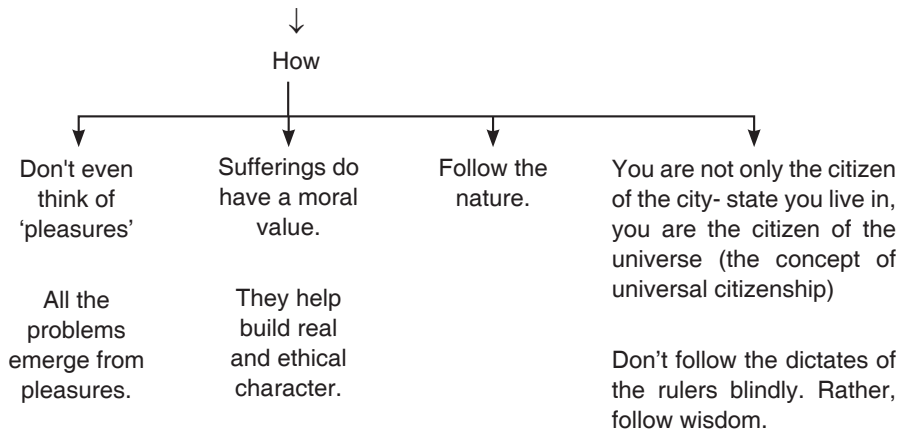 How
Don't even
think of
‘pleasures’
All the
problems
emerge from
pleasures.
Sufferings do
have a moral
value.
They help
build real
and ethical
character.
Follow the
nature.
You are not only the citizen
of the city- state you live in,
you are the citizen of the
universe (the concept of
universal citizenship)
Don’t follow the dictates of
the rulers blindly. Rather,
follow wisdom.